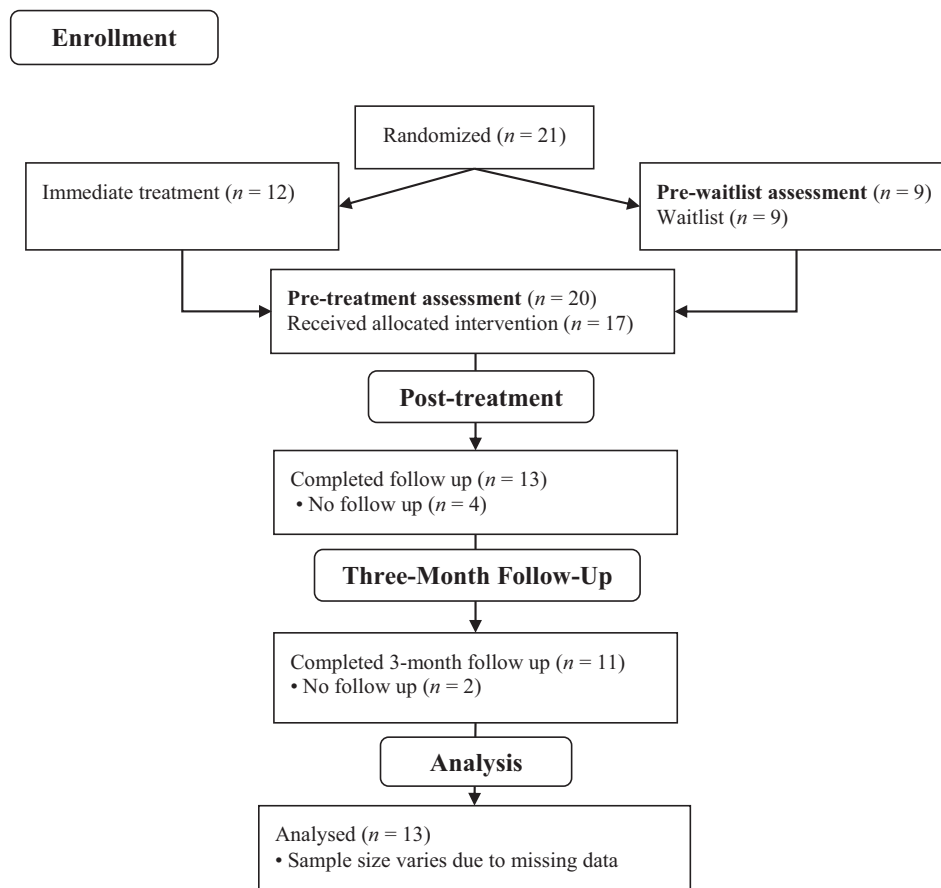 Enrollment
Randomized (n = 21)
Immediate treatment (n = 12)
Pre-waitlist assessment (n = 9)
Waitlist (n = 9)
Pre-treatment assessment (n = 20)
Received allocated intervention (n = 17)
Post-treatment
Completed follow up (n = 13)
• No follow up (n = 4)
Three-Month Follow-Up
Completed 3-month follow up (n = 11)
• No follow up (n = 2)
Analysis
Analysed (n = 13)
• Sample size varies due to missing data